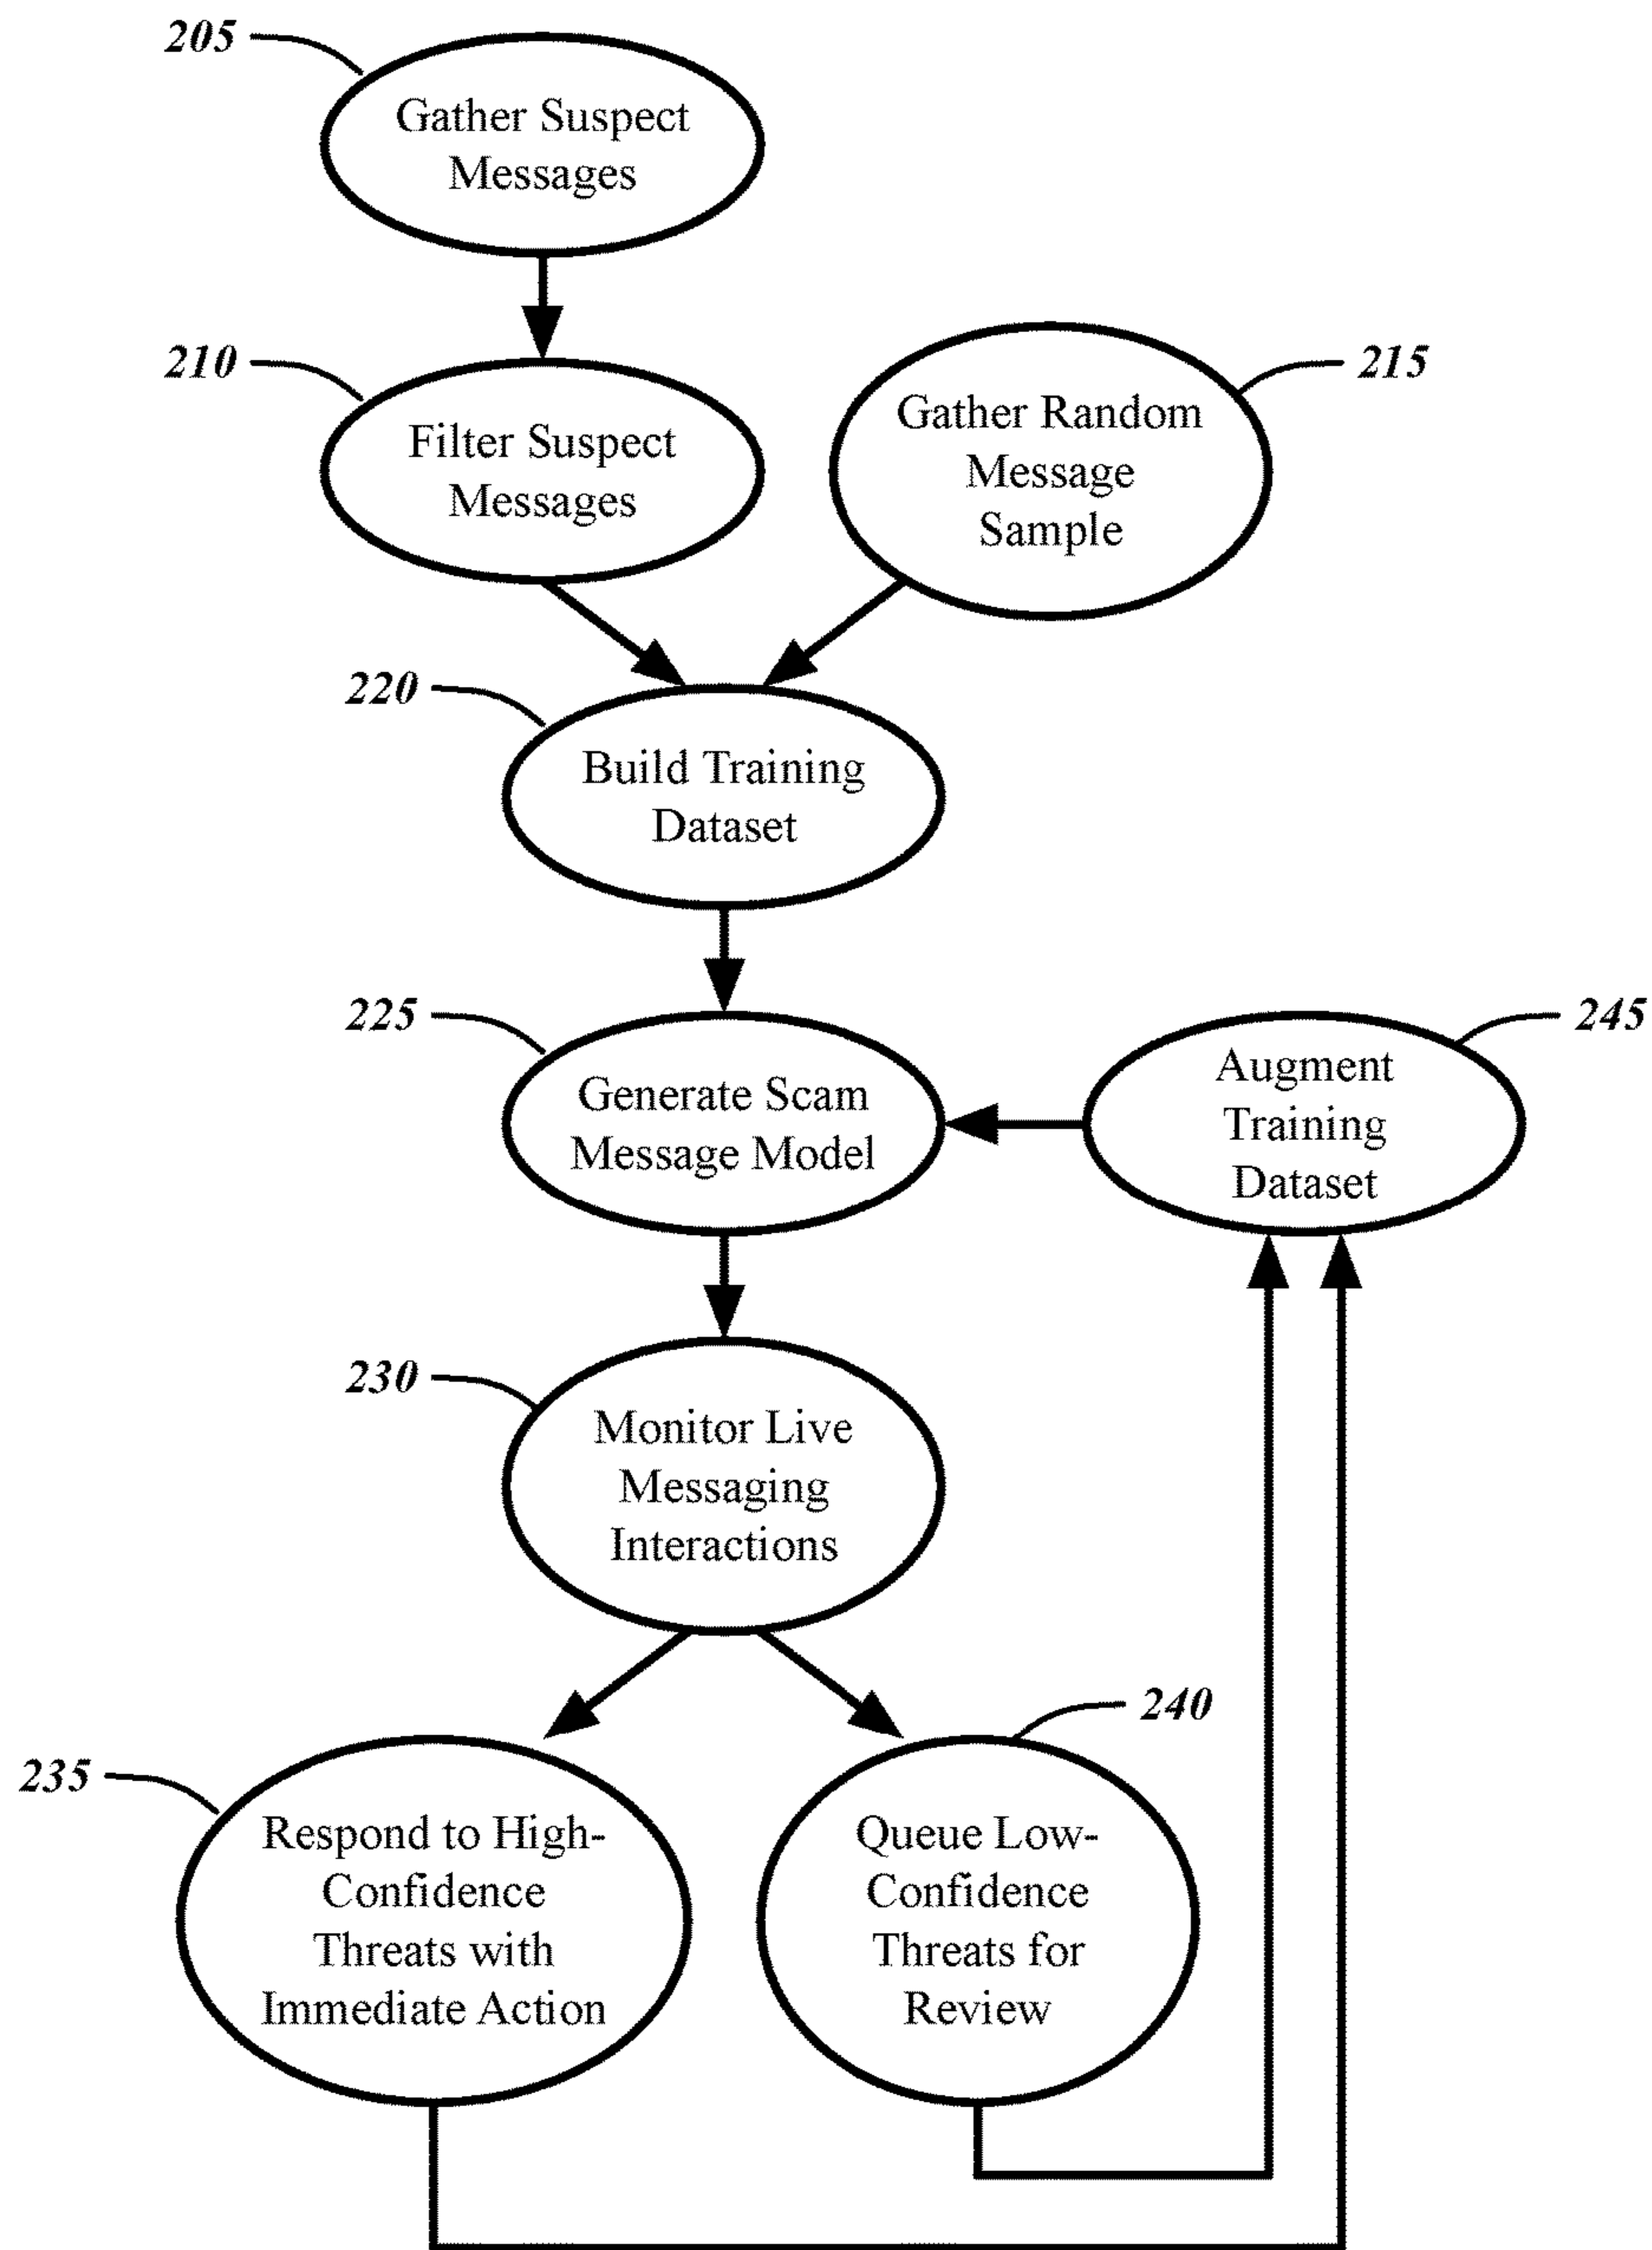 205
Gather Suspect
Messages
210
Filter Suspect
Messages
215
Gather Random
Message
Sample
220
Build Training
Dataset
225
Generate Scam
Message Model
245
Augment
Training
Dataset
230
Monitor Live
Messaging
Interactions
235
Respond to High-
Confidence
Threats with
Immediate Action
240
Queue Low-
Confidence
Threats for
Review